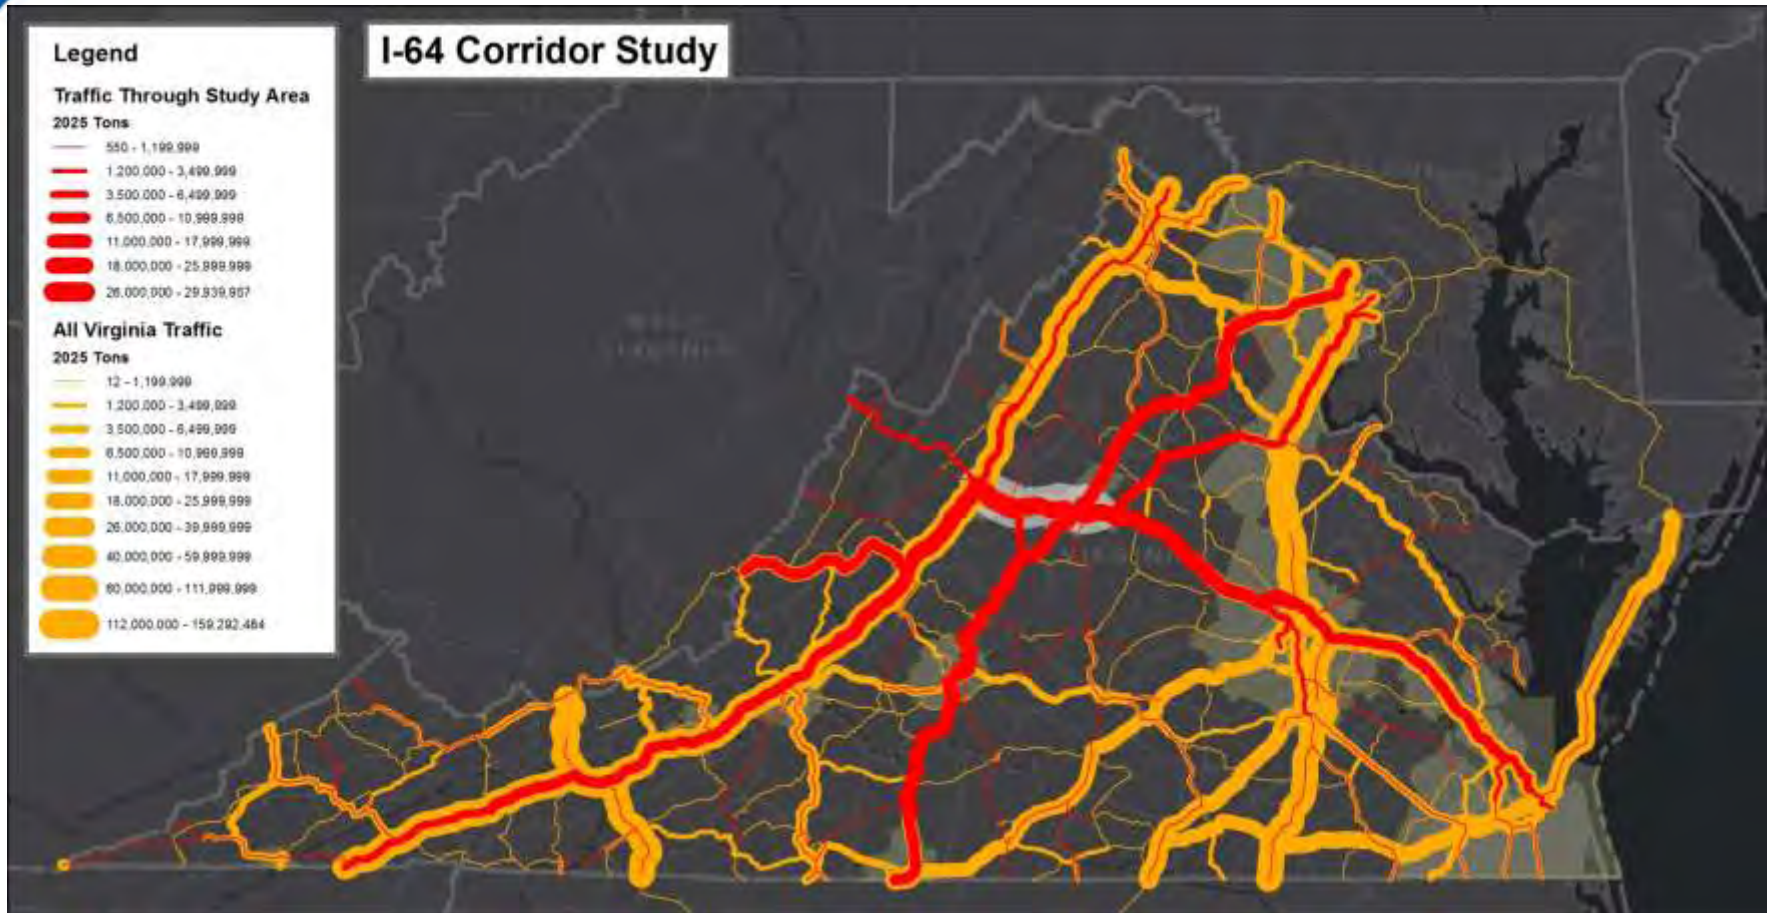 Legend
I-64 Corridor Study
Traffic Through Study Area
2025 Tons
550 - 1,199,999
1,200,000 - 3,499,999
3,500,000 - 6,499,999
6,500,000 - 10,999,999
11,000,000 - 17,999,999
18,000,000 - 25,999,999
26,000,000 - 29,939,967
All Virginia Traffic
2025 Tons
12 - 1,199,999
1,200,000 - 3,499,999
3,500,000 - 6,499,999
6,500,000 - 10,999,999
11,000,000 - 17,999,999
18,000,000 - 25,999,999
26,000,000 - 39,999,999
40,000,000 - 59,999,999
60,000,000 - 111,999,999
112,000,000 - 159,292,464